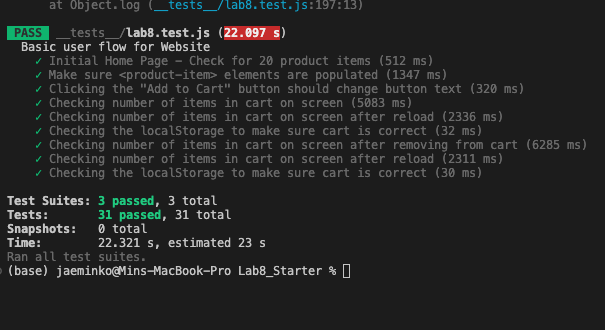 at Object.log (__tests__/lab8.test.js:197:13)
PASS __tests__/lab8.test.js (22.097 s)
Basic user flow for Website
✓ Initial Home Page - Check for 20 product items (512 ms)
✓ Make sure <product-item> elements are populated (1347 ms)
✓ Clicking the "Add to Cart" button should change button text (320 ms)
✓ Checking number of items in cart on screen (5083 ms)
✓ Checking number of items in cart on screen after reload (2336 ms)
✓ Checking the localStorage to make sure cart is correct (32 ms)
✓ Checking number of items in cart on screen after removing from cart (6285 ms)
✓ Checking number of items in cart on screen after reload (2311 ms)
✓ Checking the localStorage to make sure cart is correct (30 ms)
Test Suites: 3 passed, 3 total
Tests: 31 passed, 31 total
Snapshots: 0 total
Time: 22.321 s, estimated 23 s
Ran all test suites.
(base) jaeminko@Mins-MacBook-Pro Lab8_Starter %